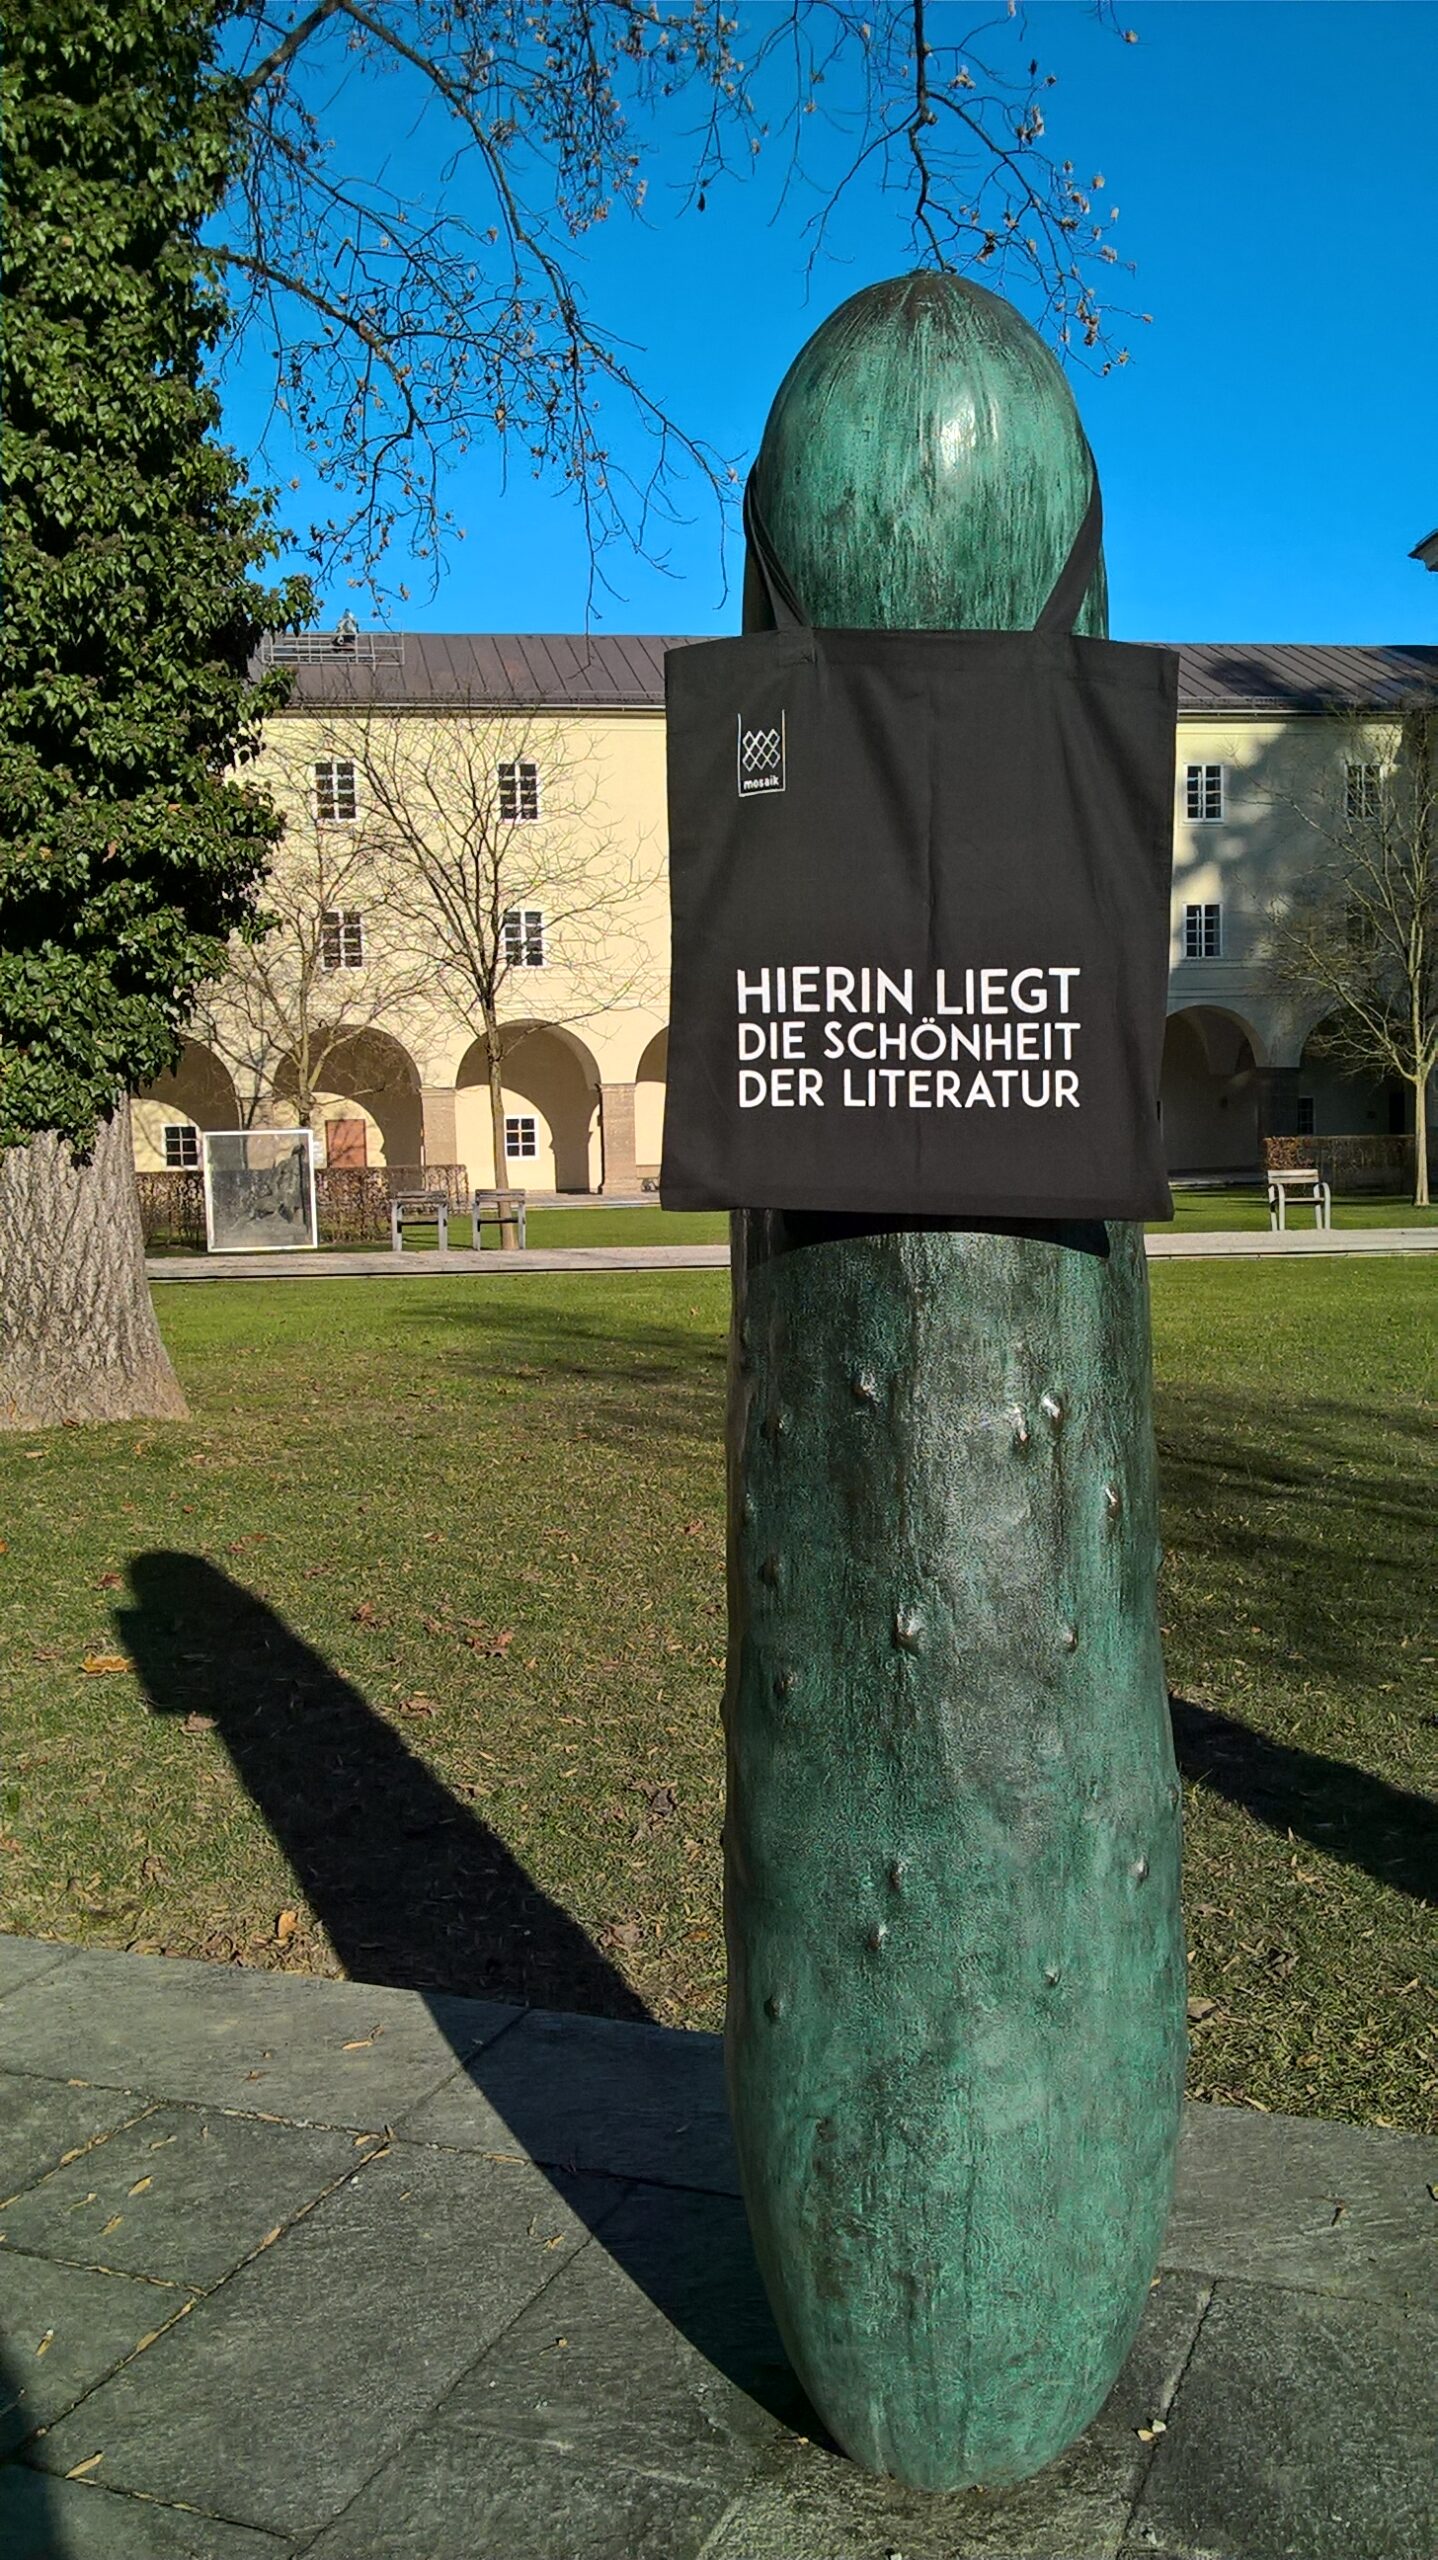 mosaik
HIERIN LIEGT
DIE SCHÖNHEIT
DER LITERATUR